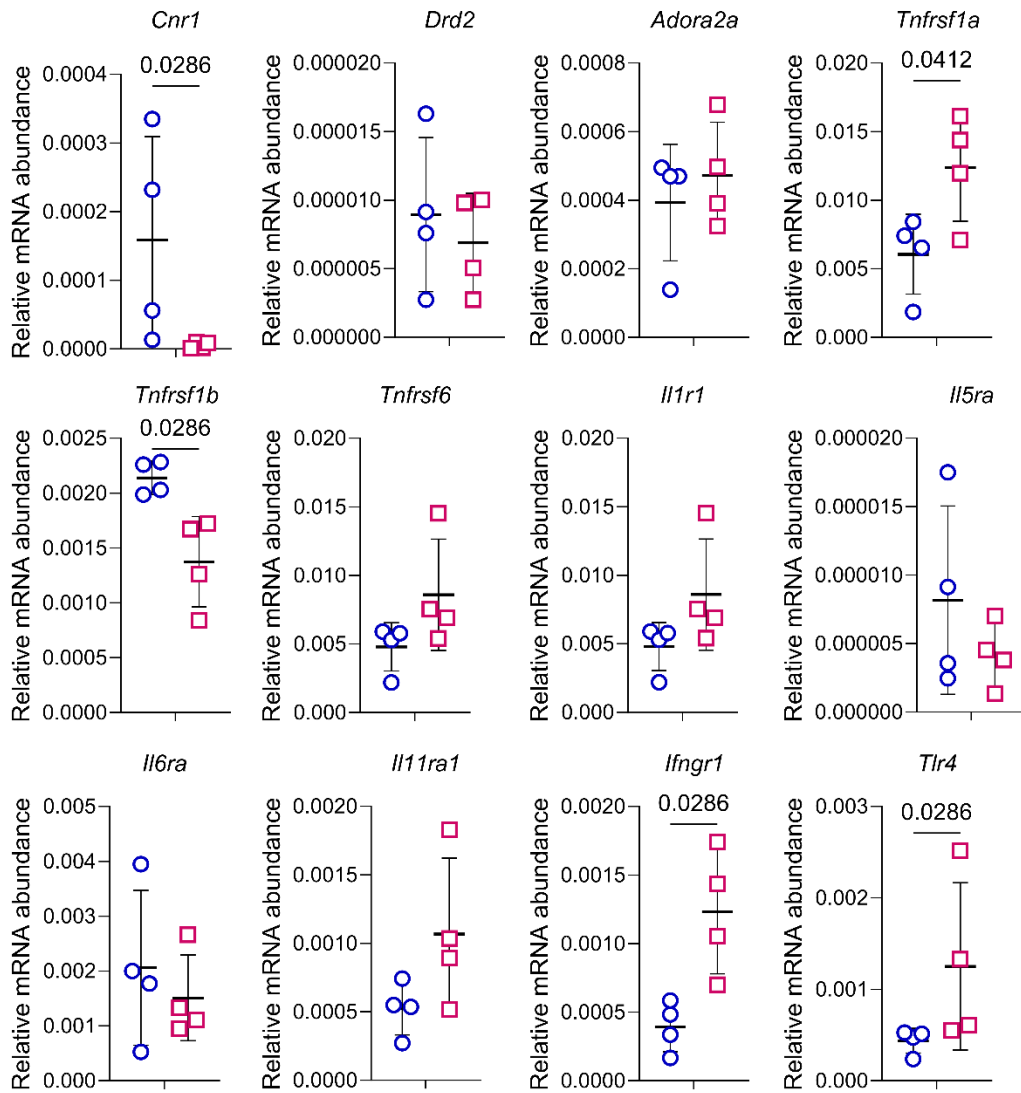 Cnr1
Relative mRNA abundance
0.0004
0.0003
0.0002
0.0001
0.0000
0.0286
Drd2
Relative mRNA abundance
0.000020
0.000015
0.000010
0.000005
0.000000
Adora2a
Relative mRNA abundance
0.0008
0.0006
0.0004
0.0002
0.0000
Tnfrsf1a
Relative mRNA abundance
0.020
0.015
0.010
0.005
0.000
0.0412
Tnfrsf1b
Relative mRNA abundance
0.0025
0.0020
0.0015
0.0010
0.0005
0.0000
0.0286
Tnfrsf6
Relative mRNA abundance
0.020
0.015
0.010
0.005
0.000
Il1r1
Relative mRNA abundance
0.020
0.015
0.010
0.005
0.000
Il5ra
Relative mRNA abundance
0.000020
0.000015
0.000010
0.000005
0.000000
Il6ra
Relative mRNA abundance
0.005
0.004
0.003
0.002
0.001
0.000
Il11ra1
Relative mRNA abundance
0.0020
0.0015
0.0010
0.0005
0.0000
Ifngr1
Relative mRNA abundance
0.0020
0.0015
0.0010
0.0005
0.0000
0.0286
Tlr4
Relative mRNA abundance
0.003
0.002
0.001
0.000
0.0286